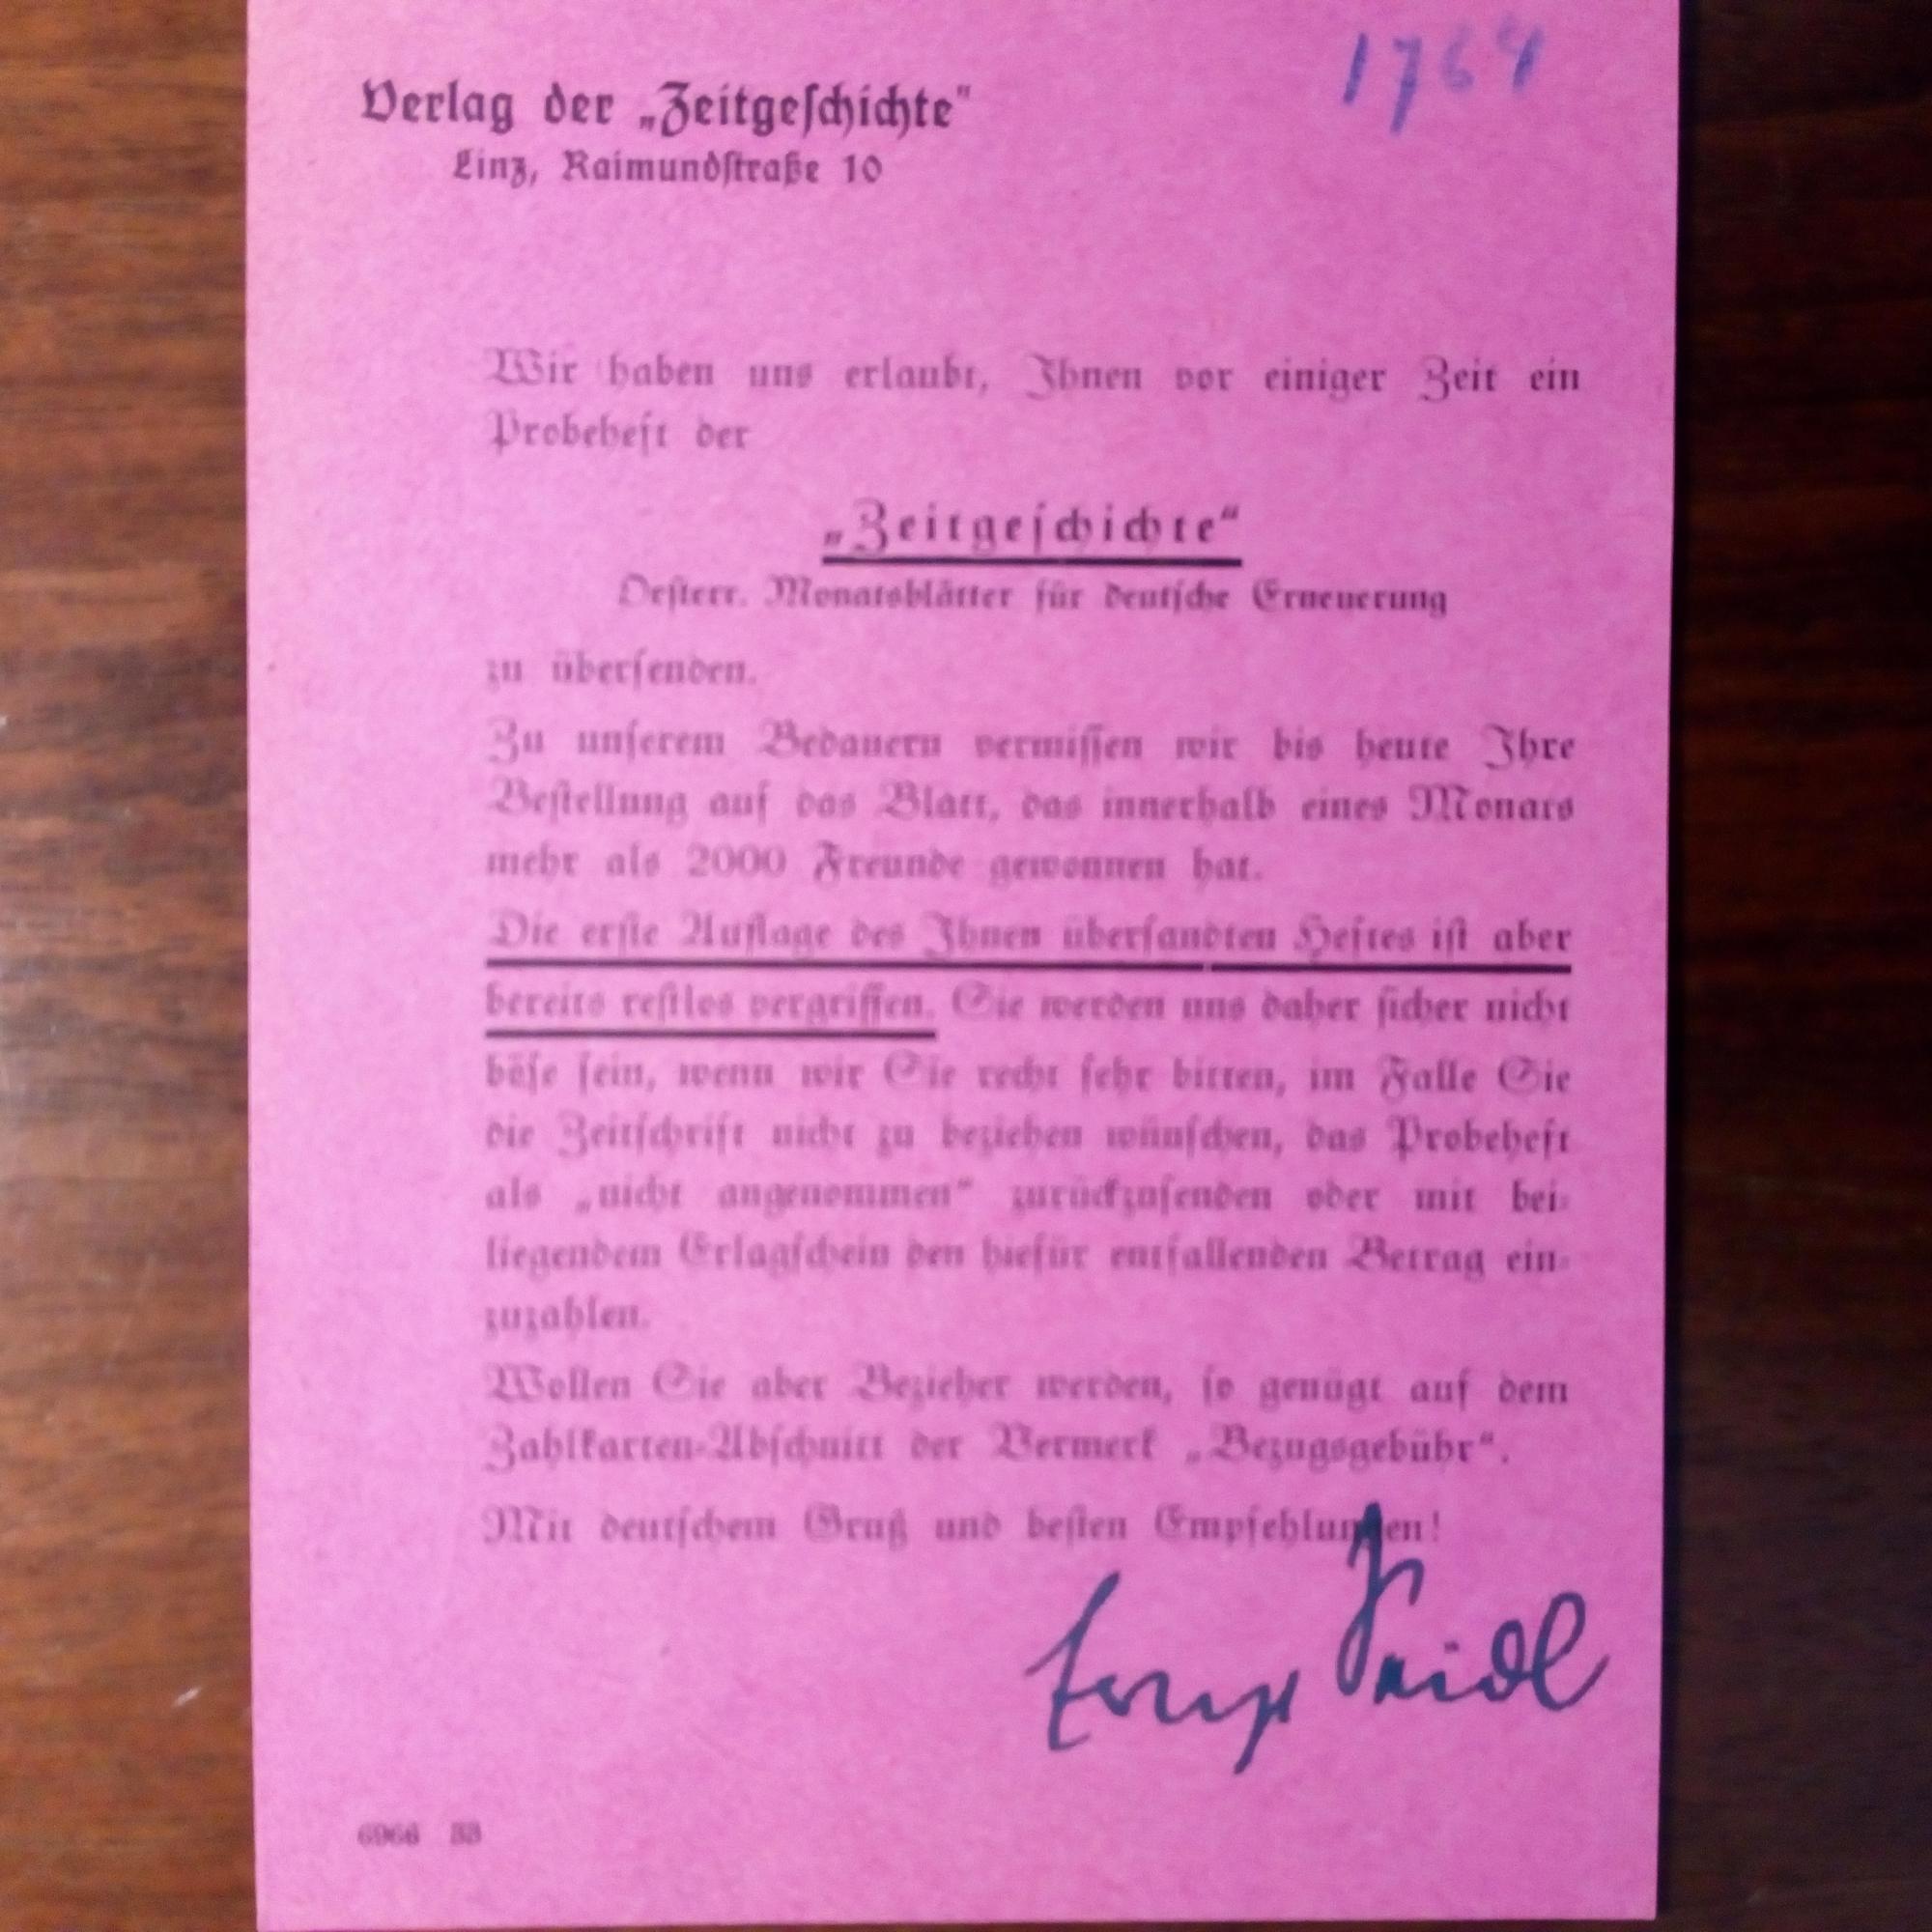 1764
Verlag der „Zeitgeschichte"
Linz, Raimundstraße 10
Wir haben uns erlaubt, Ihnen vor einiger Zeit ein
Probeheft der
„Zeitgeschichte“
Oesterr. Monatsblätter für deutsche Erneuerung
zu übersenden.
Zu unserem Bedauern vermissen wir bis heute Ihre
Bestellung auf das Blatt, das innerhalb eines Monats
mehr als 2000 Freunde gewonnen hat.
Die erste Auflage des Ihnen übersandten Heftes ist aber
bereits restlos vergriffen. Sie werden uns daher sicher nicht
böse sein, wenn wir Sie recht sehr bitten, im Falle Sie
die Zeitschrift nicht zu beziehen wünschen, das Probeheft
als „nicht angenommen“ zurückzusenden oder mit bei-
liegendem Erlagschein den hiefür entfallenden Betrag ein-
zuzahlen.
Wollen Sie aber Bezieher werden, so genügt auf dem
Zahlkarten-Abschnitt der Vermerk „Bezugsgebühr“.
Mit deutschem Gruß und besten Empfehlungen!